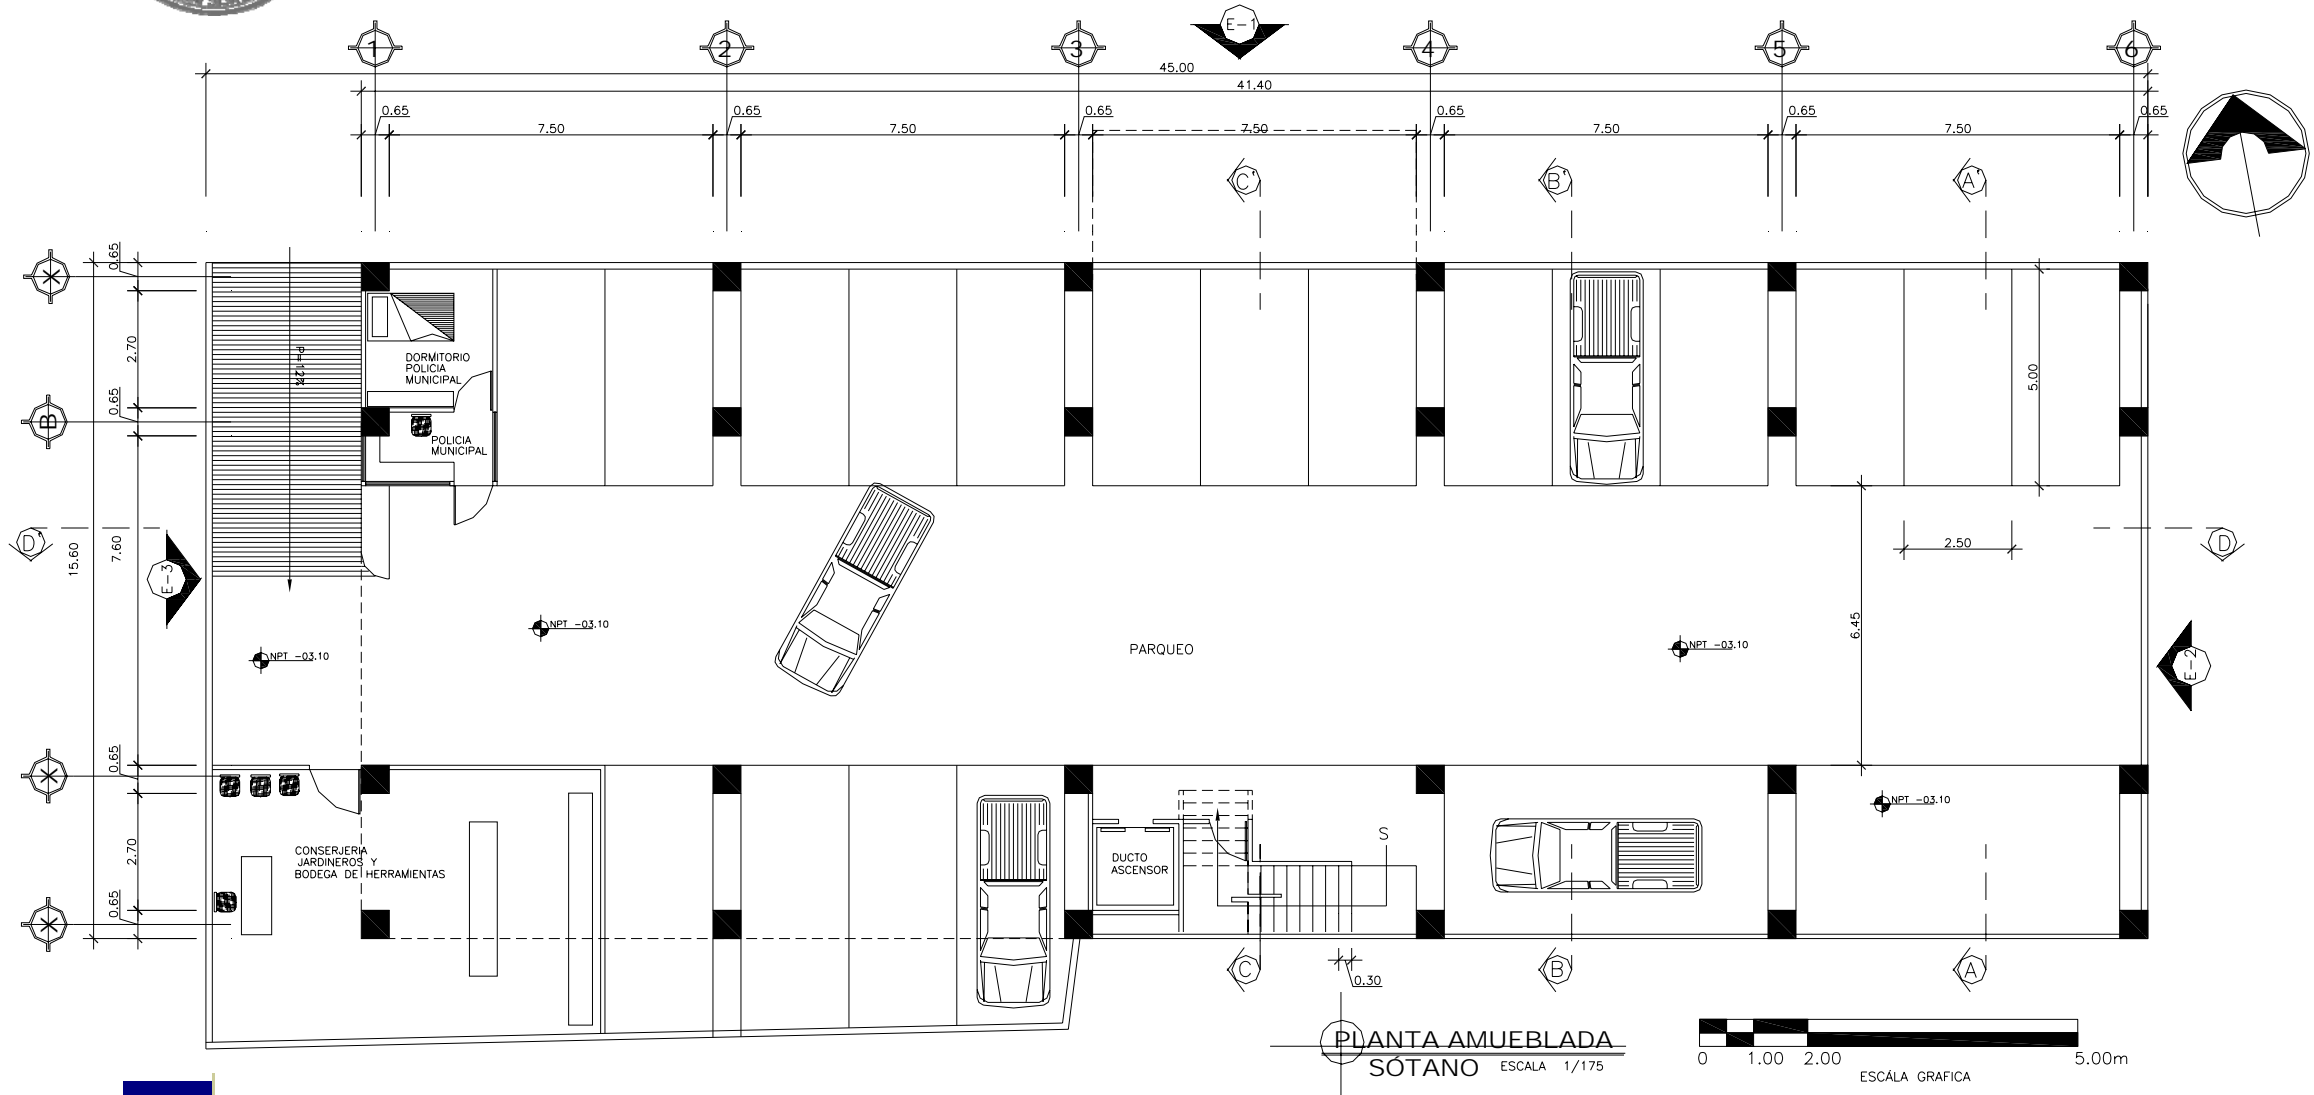 E-1
1
2
3
4
5
6
45.00
41.40
0.65
0.65
0.65
0.65
0.65
0.65
7.50
7.50
7.50
7.50
7.50
C'
B'
A'
0.65
2.70
P=12%
DORMITORIO
POLICIA
MUNICIPAL
5.00
0.65
B
POLICIA
MUNICIPAL
D'
15.60
7.60
2.50
D
E-3
NPT -03.10
NPT -03.10
PARQUEO
NPT -03.10
6.45
E-2
0.65
NPT -03.10
2.70
CONSERJERIA
JARDINEROS Y
BODEGA DE HERRAMIENTAS
DUCTO
ASCENSOR
S
0.65
C
B
A
0.30
PLANTA AMUEBLADA
SÓTANO ESCALA 1/175
0 1.00 2.00 5.00m
ESCÁLA GRAFICA